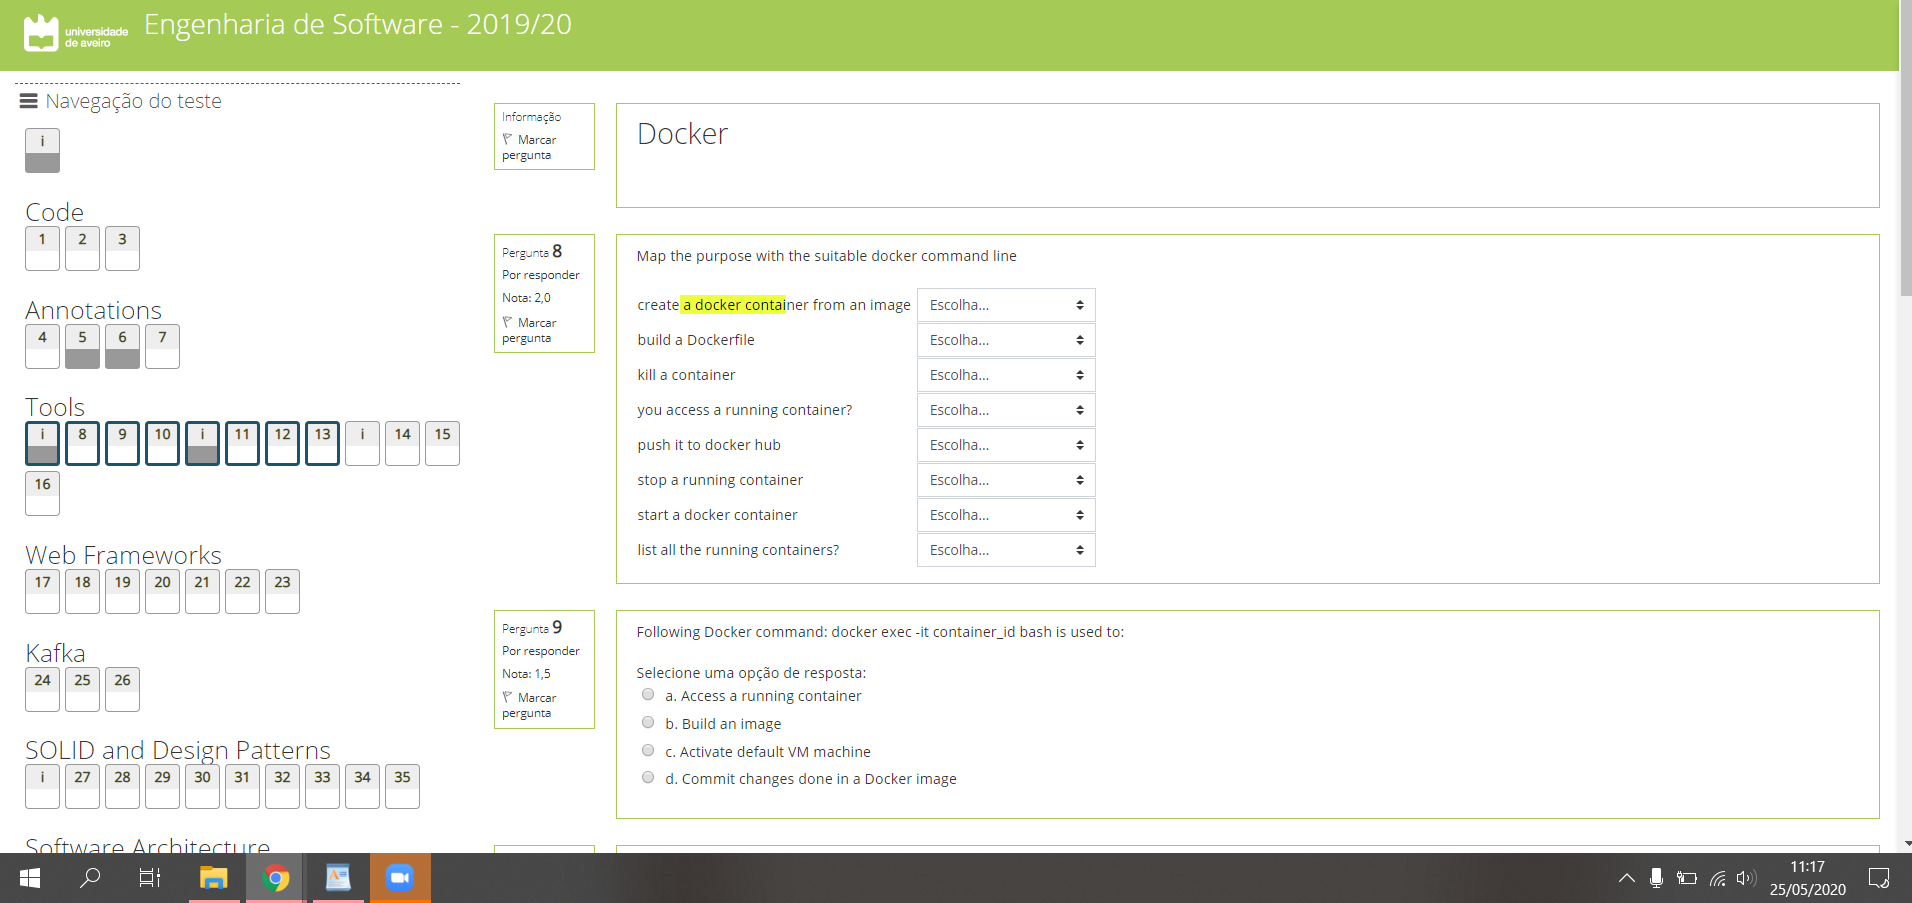 universidade
de aveiro
Engenharia de Software - 2019/20
Navegação do teste
i
Code
1 2 3
Annotations
4 5 6 7
Tools
i 8 9 10 i 11 12 13 i 14 15
16
Web Frameworks
17 18 19 20 21 22 23
Kafka
24 25 26
SOLID and Design Patterns
i 27 28 29 30 31 32 33 34 35
Software Architecture
Informação
Marcar
pergunta
Docker
Pergunta 8
Por responder
Nota: 2,0
Marcar
pergunta
Map the purpose with the suitable docker command line
create a docker container from an image Escolha...
build a Dockerfile Escolha...
kill a container Escolha...
you access a running container? Escolha...
push it to docker hub Escolha...
stop a running container Escolha...
start a docker container Escolha...
list all the running containers? Escolha...
Pergunta 9
Por responder
Nota: 1,5
Marcar
pergunta
Following Docker command: docker exec -it container_id bash is used to:
Selecione uma opção de resposta:
a. Access a running container
b. Build an image
c. Activate default VM machine
d. Commit changes done in a Docker image
11:17
25/05/2020